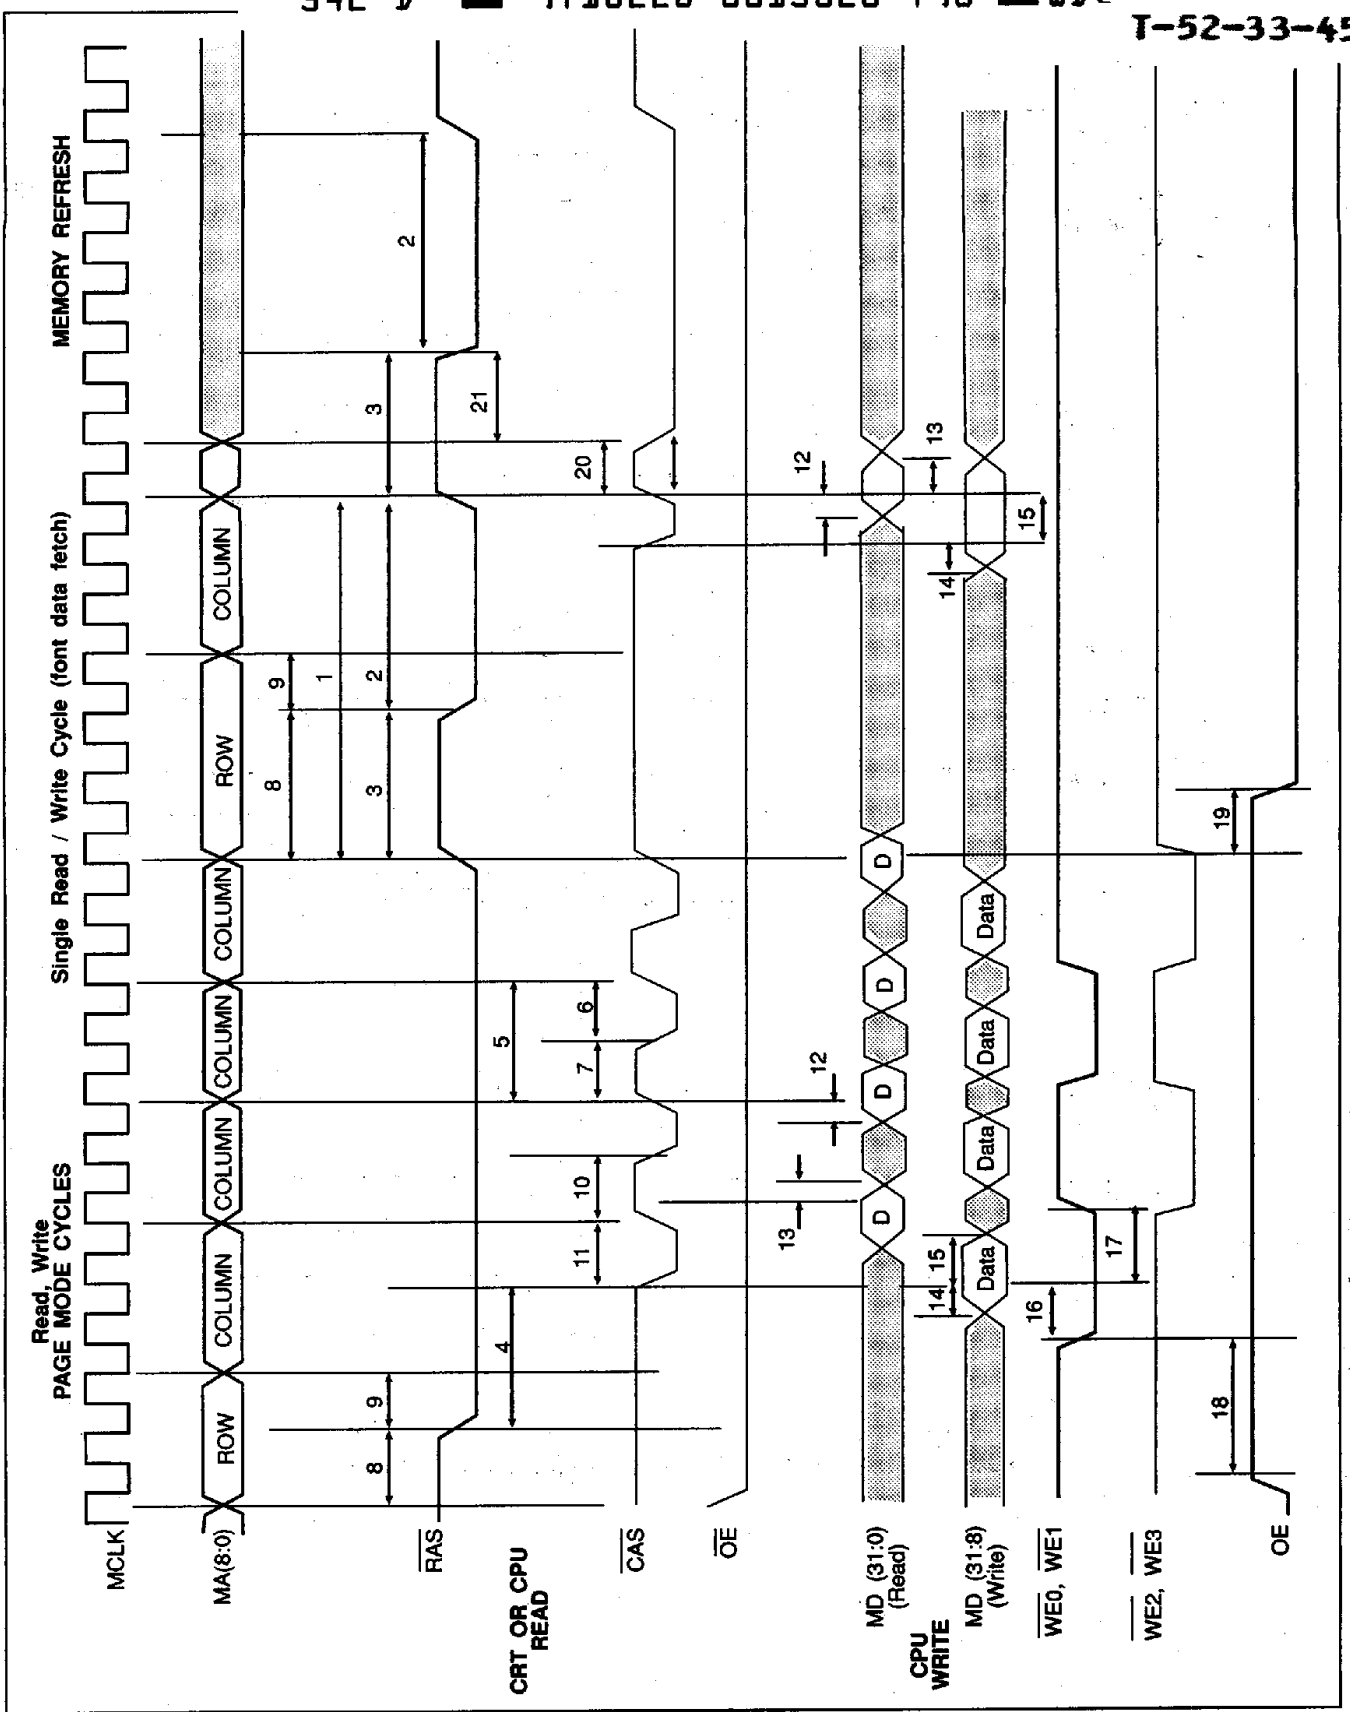 T-52-33-45
Read, Write
PAGE MODE CYCLES
Single Read / Write Cycle (font data fetch)
MEMORY REFRESH
MCLK
MA(8:0)
ROW
COLUMN
COLUMN
COLUMN
COLUMN
ROW
COLUMN
8
9
8
9
1
3
2
3
2
RAS
21
4
5
CRT OR CPU
READ
11
10
7
6
20
CAS
OE
13
12
12
MD (31:0)
(Read)
D
D
D
D
13
CPU
WRITE
14
15
14
MD (31:8)
(Write)
Data
Data
Data
Data
16
15
WE0, WE1
17
WE2, WE3
18
19
OE